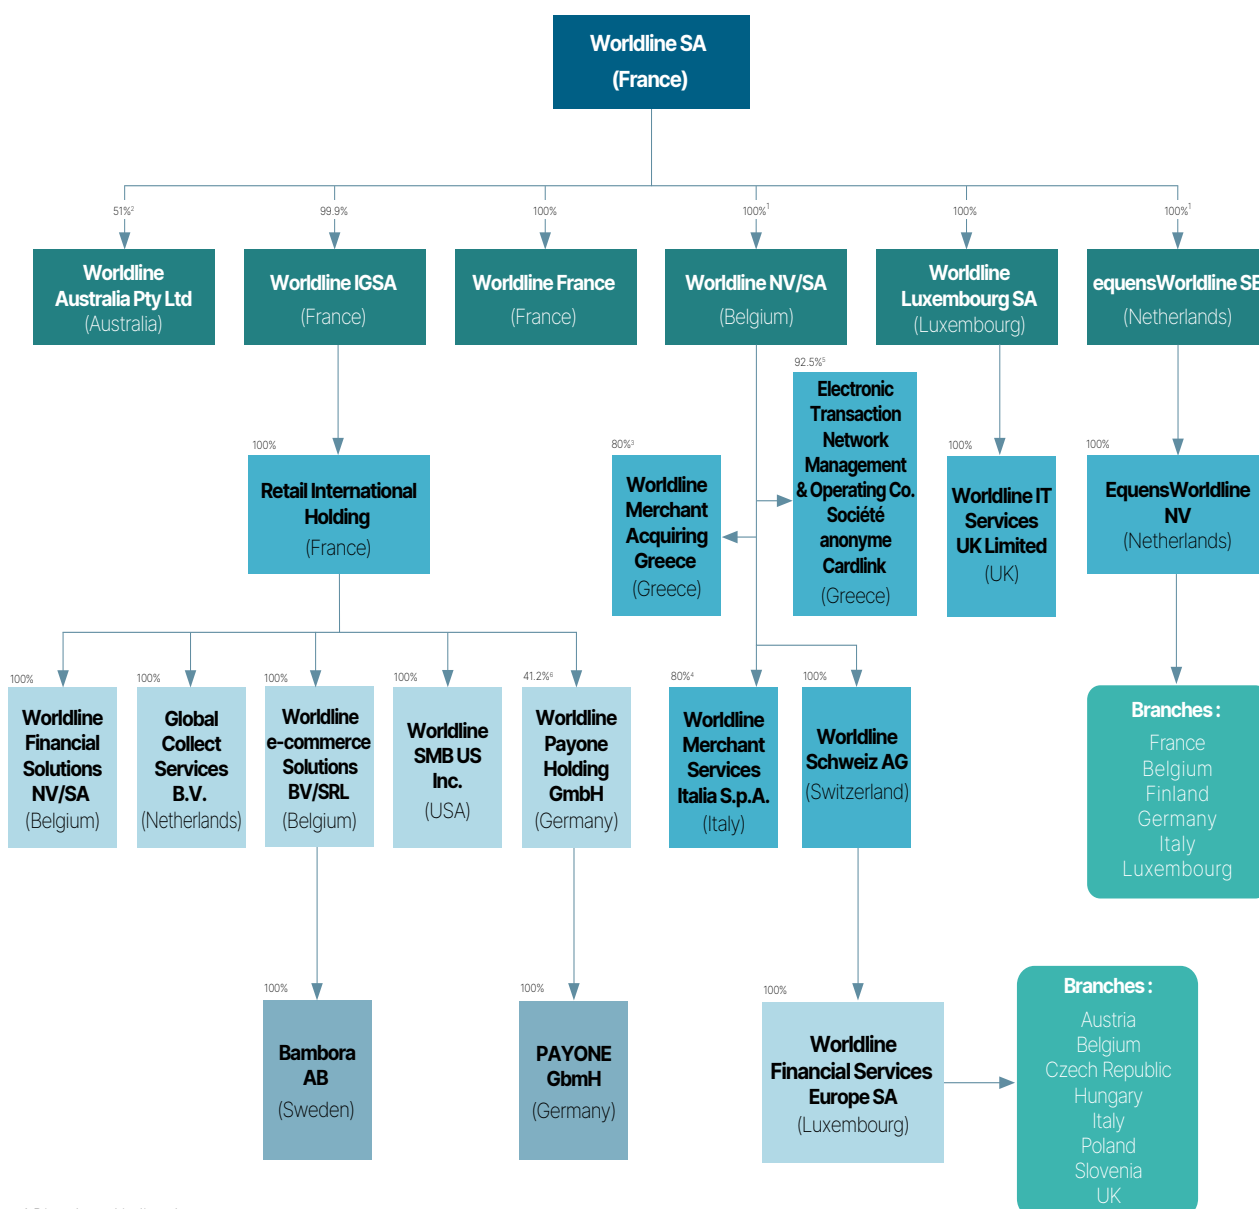 Worldline SA
(France)
51%²
99.9%
100%
100%¹
100%
100%¹
Worldline
Australia Pty Ltd
(Australia)
Worldline IGSA
(France)
Worldline France
(France)
Worldline NV/SA
(Belgium)
Worldline
Luxembourg SA
(Luxembourg)
equensWorldline SE
(Netherlands)
100%
Retail International
Holding
(France)
80%³
Worldline
Merchant
Acquiring
Greece
(Greece)
92.5%⁵
Electronic
Transaction
Network
Management
& Operating Co.
Société
anonyme
Cardlink
(Greece)
100%
Worldline IT
Services
UK Limited
(UK)
100%
EquensWorldline
NV
(Netherlands)
100%
Worldline
Financial
Solutions
NV/SA
(Belgium)
100%
Global
Collect
Services
B.V.
(Netherlands)
100%
Worldline
e-commerce
Solutions
BV/SRL
(Belgium)
100%
Worldline
SMB US
Inc.
(USA)
41.2%⁶
Worldline
Payone
Holding
GmbH
(Germany)
80%⁴
Worldline
Merchant
Services
Italia S.p.A.
(Italy)
100%
Worldline
Schweiz AG
(Switzerland)
Branches :
France
Belgium
Finland
Germany
Italy
Luxembourg
100%
Bambora
AB
(Sweden)
100%
PAYONE
GbmH
(Germany)
100%
Worldline
Financial Services
Europe SA
(Luxembourg)
Branches :
Austria
Belgium
Czech Republic
Hungary
Italy
Poland
Slovenia
UK